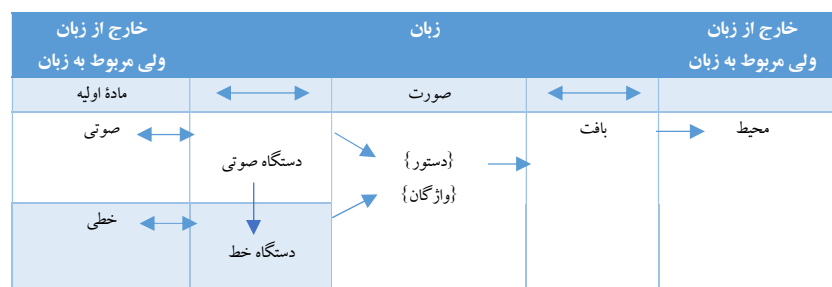 خارج از زبان
ولی مربوط به زبان
زبان
خارج از زبان
ولی مربوط به زبان
صورت
مادۀ اولیه
محیط
بافت
{دستور}
{واژگان}
دستگاه صوتی
صوتی
دستگاه خط
خطی